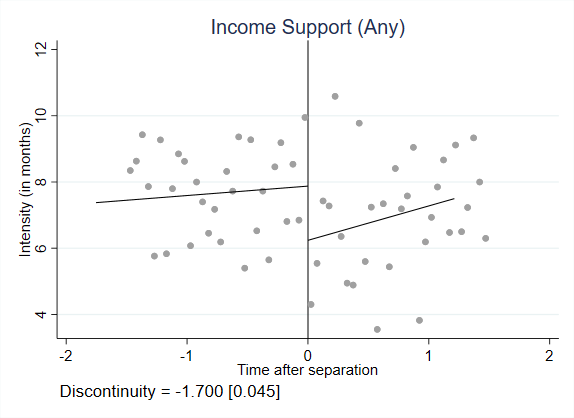 Income Support (Any)
Intensity (in months)
12
10
8
6
4
-2
-1
0
1
2
Time after separation
Discontinuity = -1.700 [0.045]